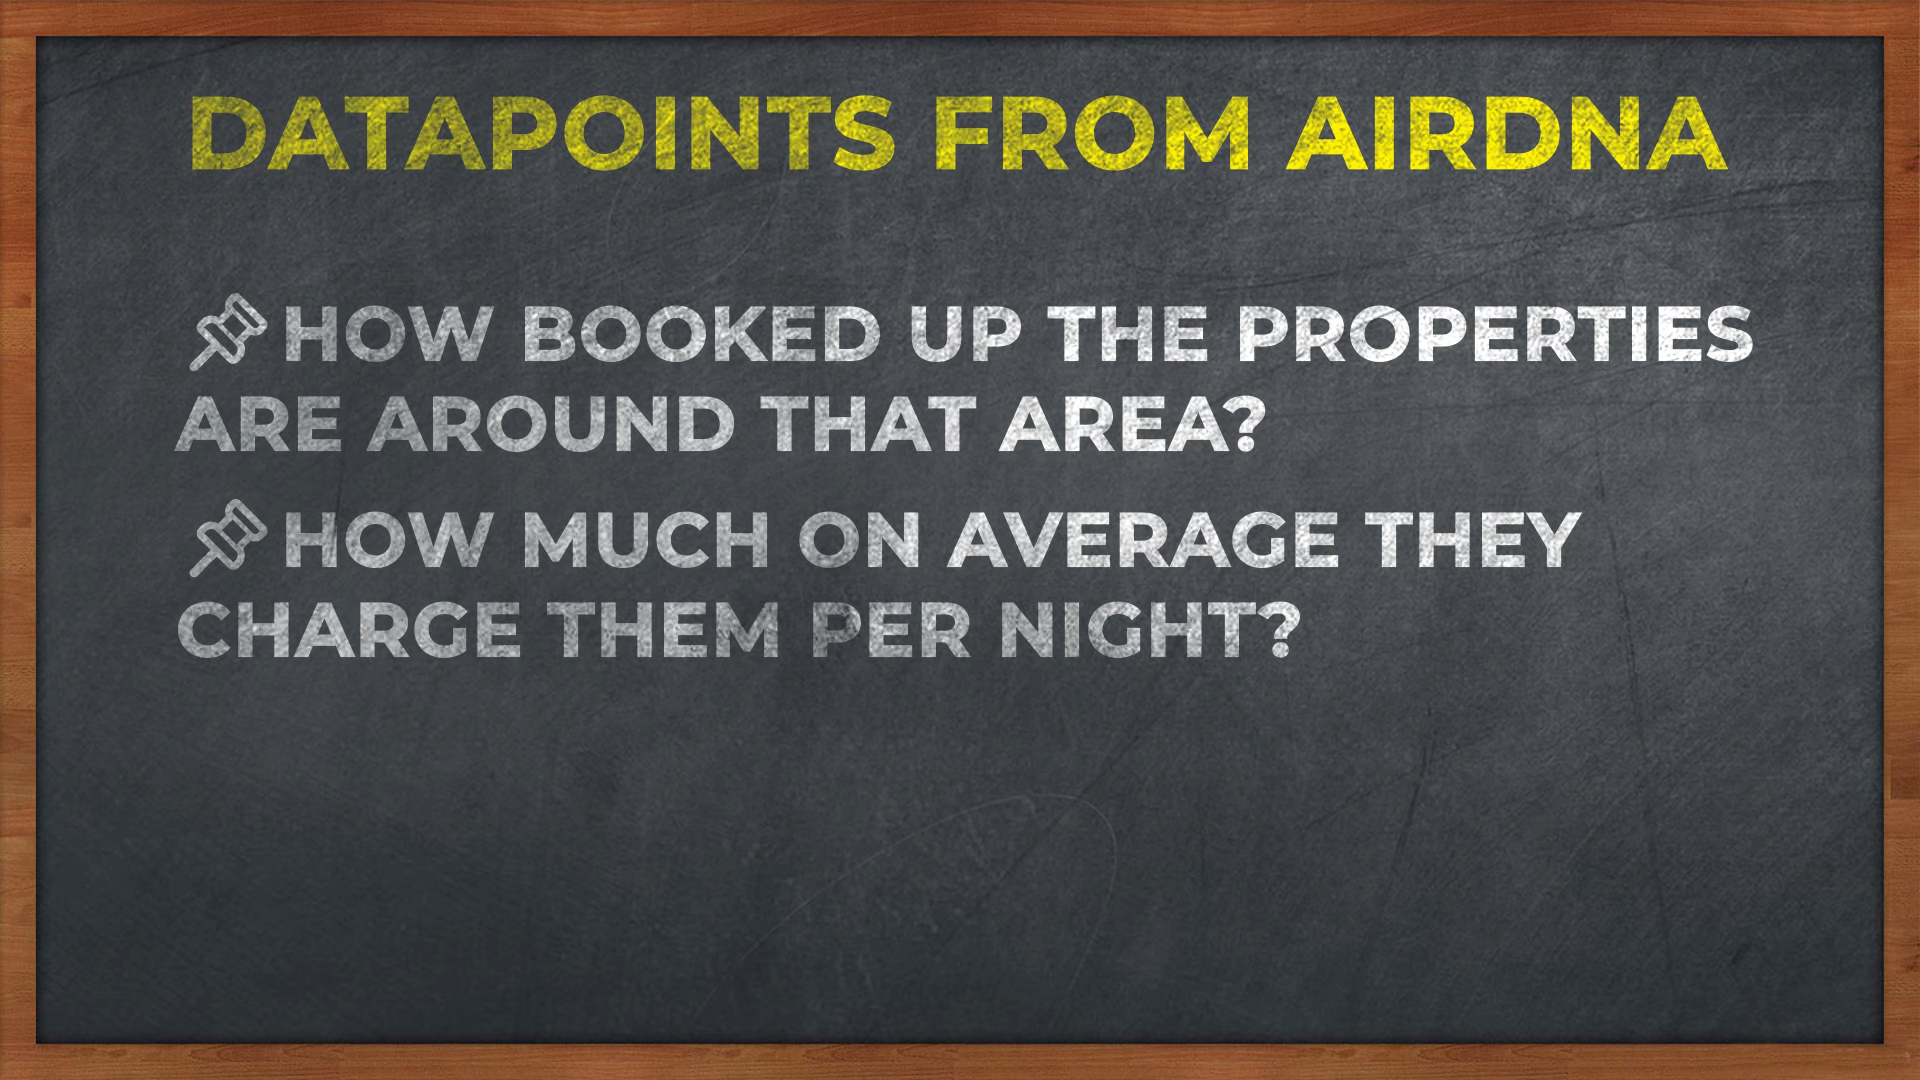 DATAPOINTS FROM AIRDNA
HOW BOOKED UP THE PROPERTIES
ARE AROUND THAT AREA?
HOW MUCH ON AVERAGE THEY
CHARGE THEM PER NIGHT?